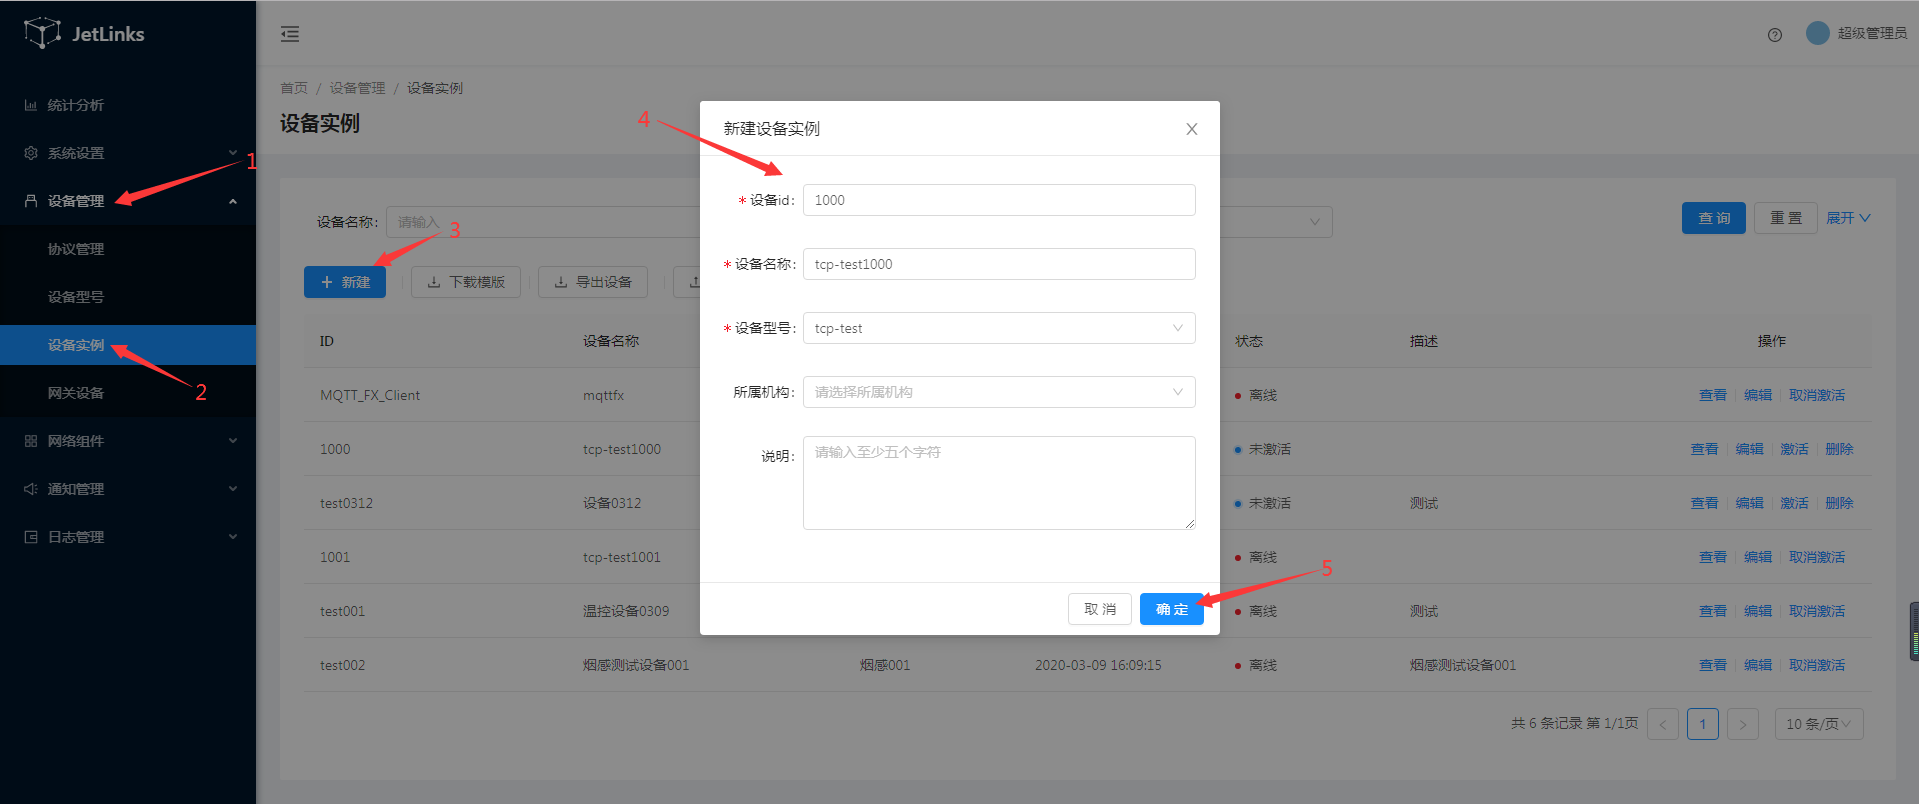 JetLinks
超级管理员
统计分析
系统设置
设备管理
协议管理
设备型号
设备实例
网关设备
网络组件
通知管理
日志管理
1
2
首页 / 设备管理 / 设备实例
设备实例
设备名称: 请输入
查 询
重 置
展开
3
+ 新建
下载模版
导出设备
ID 设备名称 状态 描述 操作
MQTT_FX_Client mqttfx 离线 查看 编辑 取消激活
1000 tcp-test1000 未激活 查看 编辑 激活 删除
test0312 设备0312 未激活 测试 查看 编辑 激活 删除
1001 tcp-test1001 离线 查看 编辑 取消激活
test001 温控设备0309 离线 测试 查看 编辑 取消激活
test002 烟感测试设备001 烟感001 2020-03-09 16:09:15 离线 烟感测试设备001 查看 编辑 取消激活
共 6 条记录 第 1/1页 < 1 > 10 条/页
4
新建设备实例
* 设备id: 1000
* 设备名称: tcp-test1000
* 设备型号: tcp-test
所属机构: 请选择所属机构
说明: 请输入至少五个字符
取 消
确 定
5